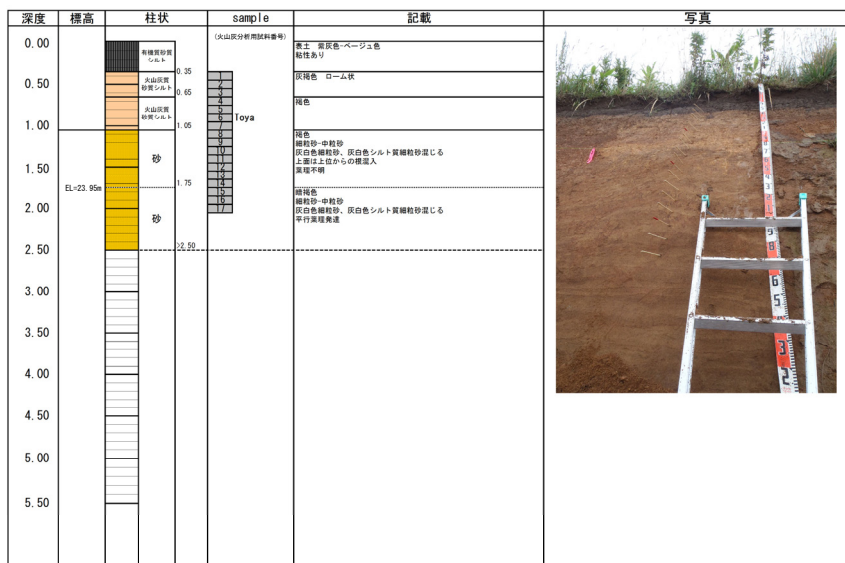 深度 標高 柱状 sample 記載 写真
(火山灰分析用試料番号)
0.00
有機質砂質
シルト
表土 紫灰色-ベージュ色
粘性あり
0.35
0.50
火山灰質
砂質シルト
1
2
3
灰褐色 ローム状
0.65
火山灰質
砂質シルト
4
5
6
7
Toya
褐色
1.00
1.05
砂
8
9
10
11
12
13
14
褐色
細粒砂-中粒砂
灰白色細粒砂、灰白色シルト質細粒砂混じる
上面は上位からの根混入
葉理不明
1.50
EL=23.95m
1.75
砂
15
16
17
暗褐色
細粒砂-中粒砂
灰白色細粒砂、灰白色シルト質細粒砂混じる
平行葉理発達
2.00
2.50
>2.50
3.00
3.50
4.00
4.50
5.00
5.50
9
8
6
5
3
2